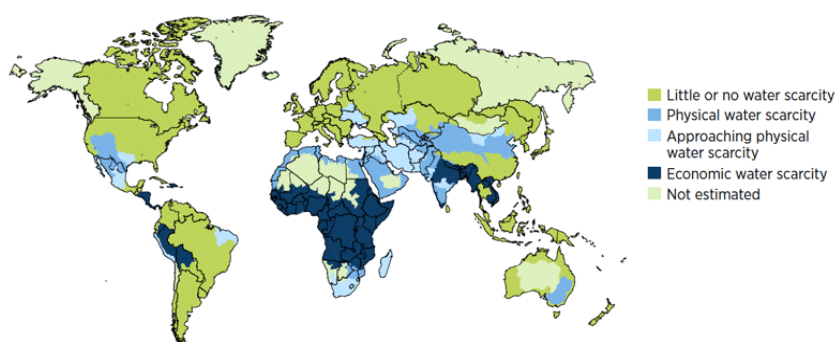 Little or no water scarcity
Physical water scarcity
Approaching physical
water scarcity
Economic water scarcity
Not estimated